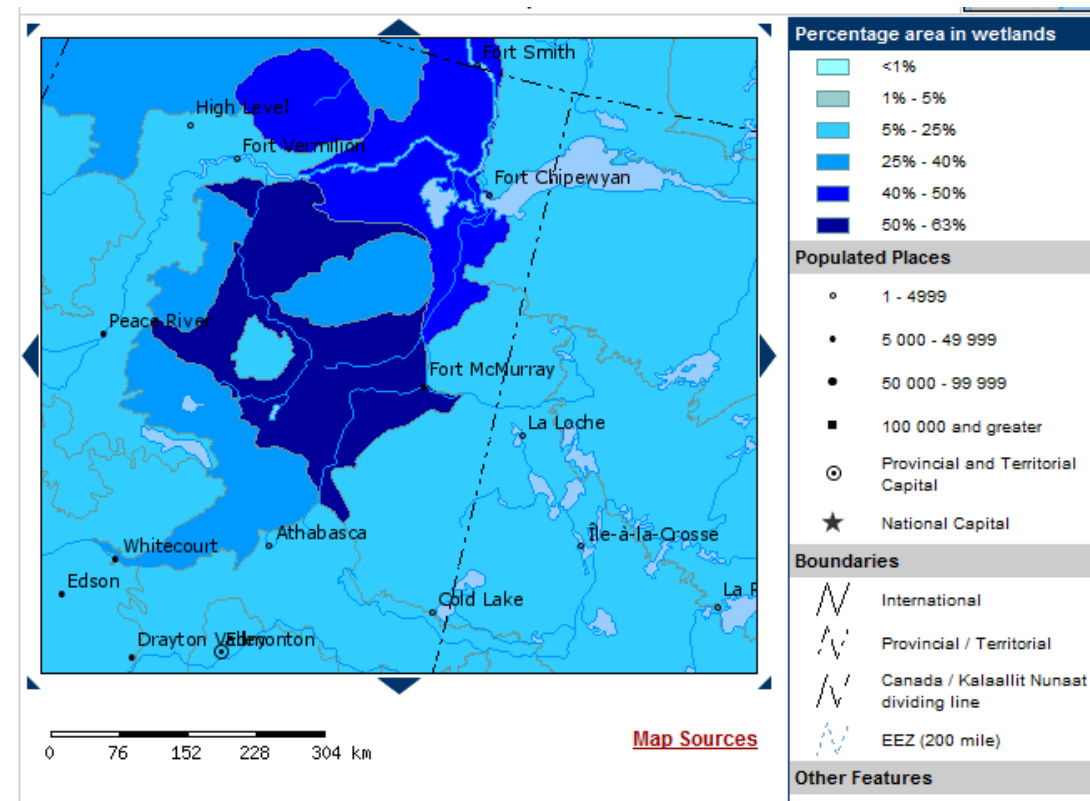 Fort Smith
High Level
Fort Vermilion
Fort Chipewyan
Peace River
Fort McMurray
La Loche
Athabasca
Île-à-la-Crosse
Whitecourt
Edson
Cold Lake
La
Drayton Valley
Edmonton
0 76 152 228 304 km
Map Sources
Percentage area in wetlands
<1%
1% - 5%
5% - 25%
25% - 40%
40% - 50%
50% - 63%
Populated Places
1 - 4999
5 000 - 49 999
50 000 - 99 999
100 000 and greater
Provincial and Territorial
Capital
National Capital
Boundaries
International
Provincial / Territorial
Canada / Kalaallit Nunaat
dividing line
EEZ (200 mile)
Other Features